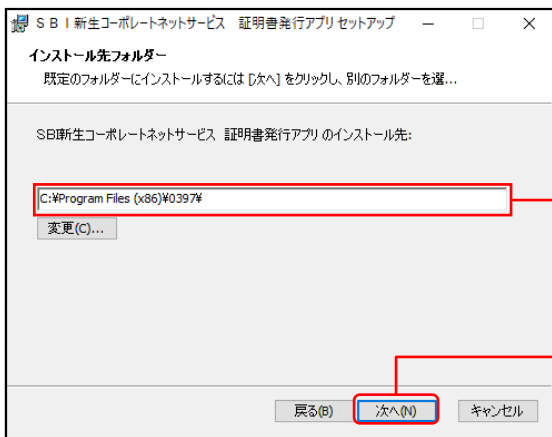 ＳＢＩ新生コーポレートネットサービス　証明書発行アプリ セットアップ
インストール先フォルダー
既定のフォルダーにインストールするには [次へ] をクリックし、別のフォルダーを選...
SBI新生コーポレートネットサービス 証明書発行アプリ のインストール先:
C:¥Program Files (x86)¥0397¥
変更(C)...
戻る(B)
次へ(N)
キャンセル